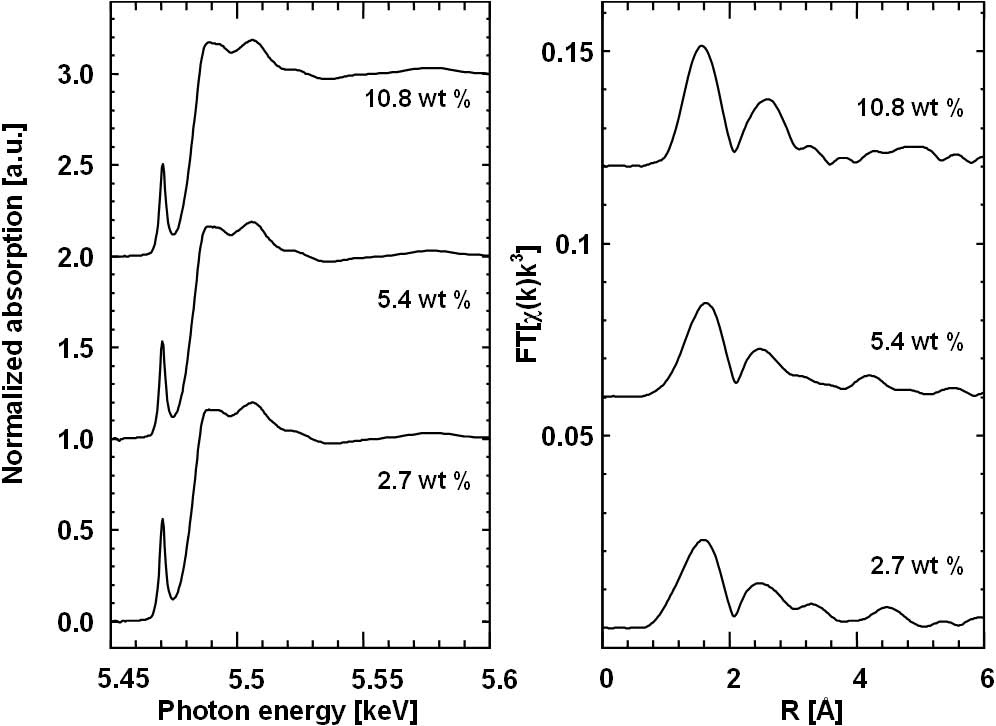 Normalized absorption [a.u.]
3.0
2.5
2.0
1.5
1.0
0.5
0.0
10.8 wt %
5.4 wt %
2.7 wt %
5.45
5.5
5.55
5.6
Photon energy [keV]
FT[χ(k)k³]
0.15
0.1
0.05
10.8 wt %
5.4 wt %
2.7 wt %
0
2
4
6
R [Å]